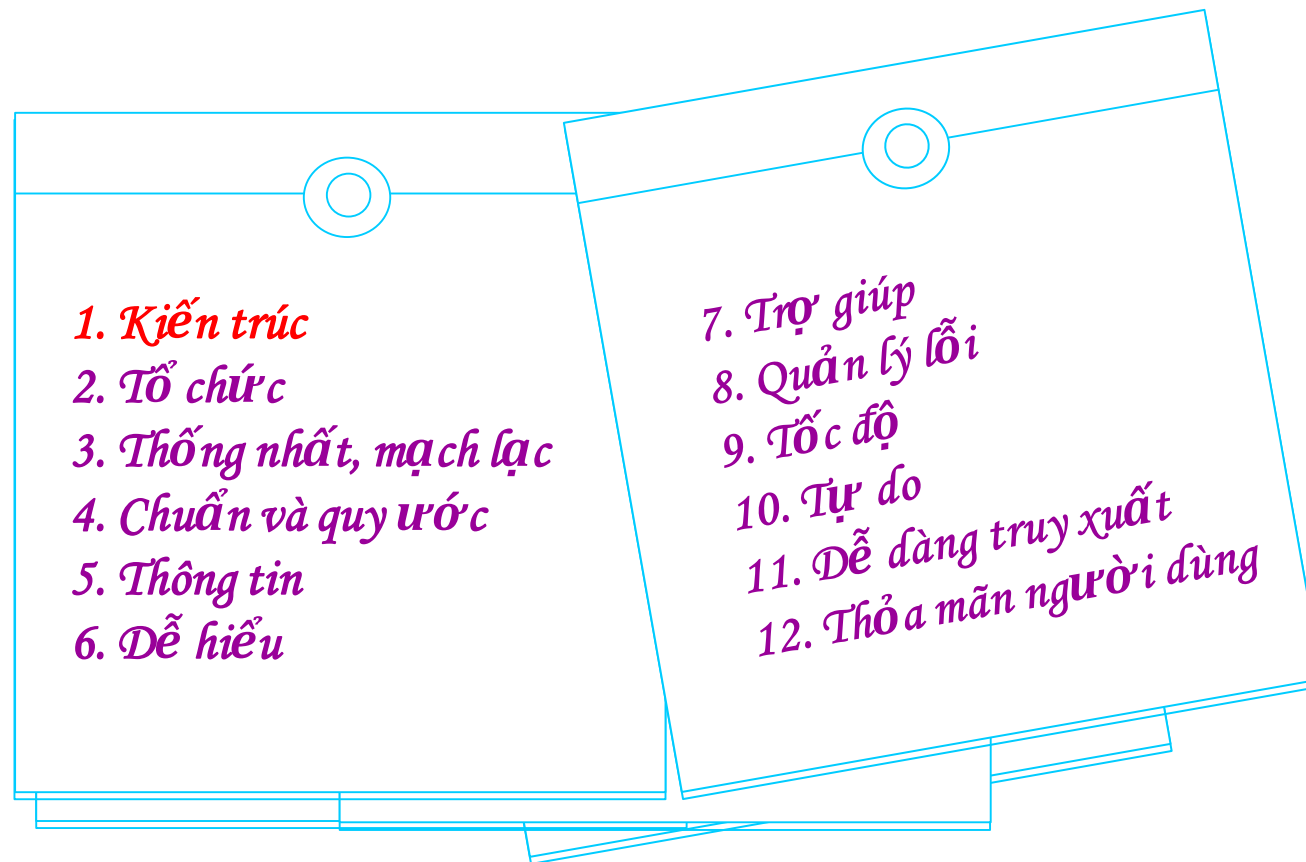 1. Kiến trúc
2. Tổ chức
3. Thống nhất, mạch lạc
4. Chuẩn và quy ước
5. Thông tin
6. Dễ hiểu
7. Trợ giúp
8. Quản lý lỗi
9. Tốc độ
10. Tự do
11. Dễ dàng truy xuất
12. Thỏa mãn người dùng